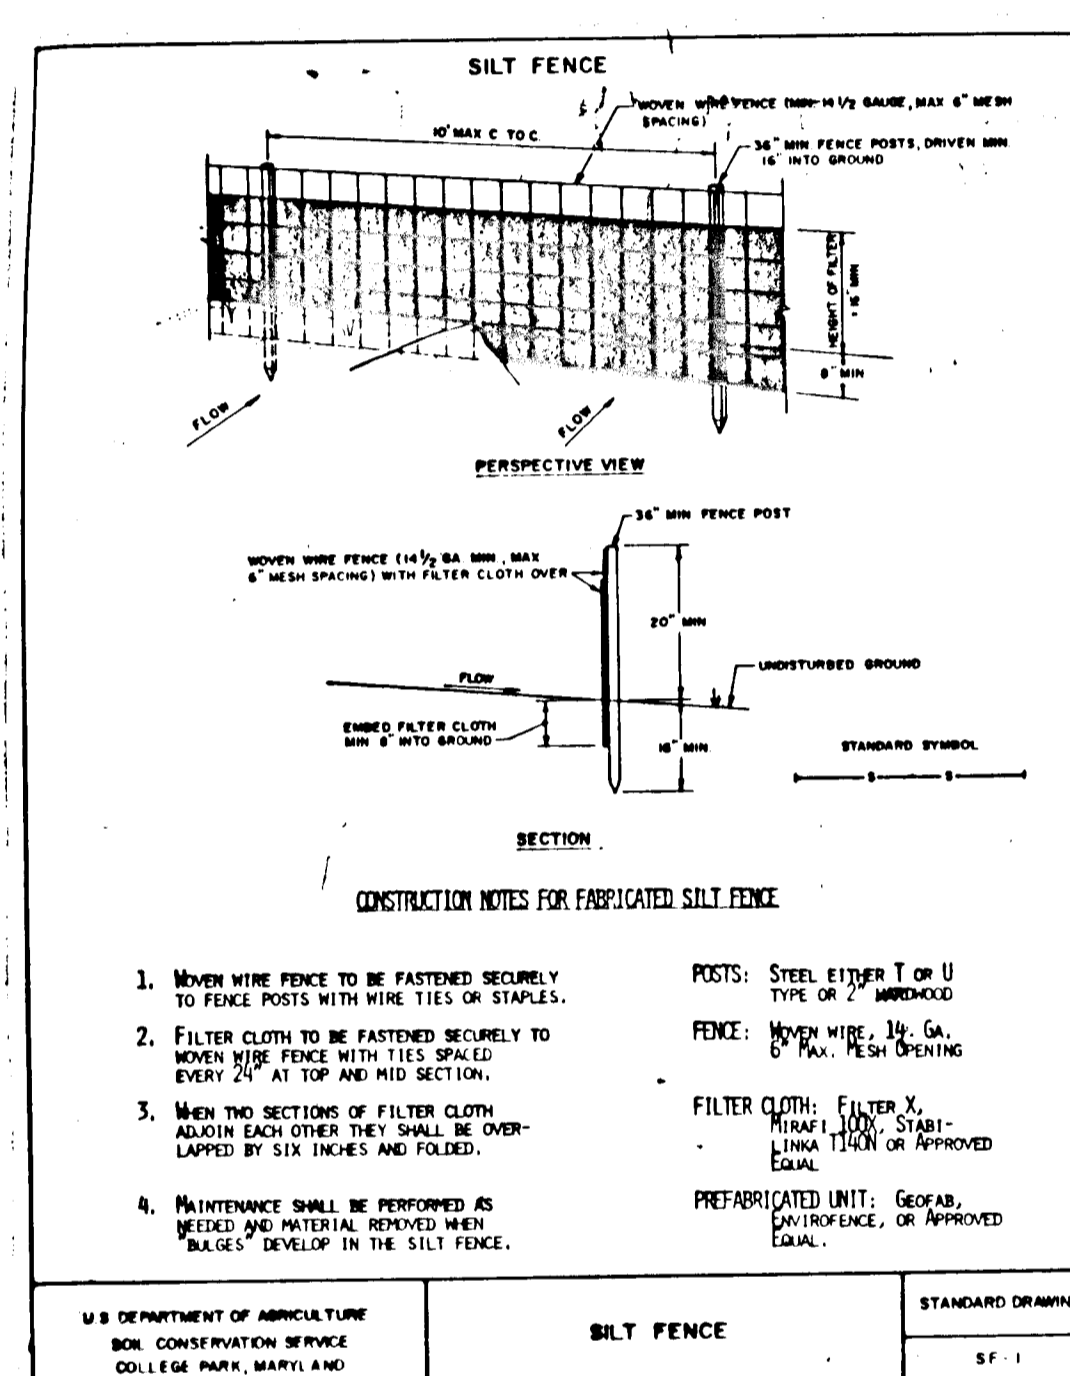 SILT FENCE
WOVEN WIRE FENCE (MIN. 14 1/2 GAUGE, MAX 6" MESH
SPACING)
10' MAX C TO C.
36" MIN. FENCE POSTS, DRIVEN MIN.
16" INTO GROUND
HEIGHT OF FILTER
16" MIN
8" MIN
FLOW
FLOW
PERSPECTIVE VIEW
36" MIN FENCE POST
WOVEN WIRE FENCE (14 1/2 GA. MIN., MAX
6" MESH SPACING) WITH FILTER CLOTH OVER
20" MIN
UNDISTURBED GROUND
FLOW
EMBED FILTER CLOTH
MIN 8" INTO GROUND
16" MIN.
STANDARD SYMBOL
S S
SECTION
CONSTRUCTION NOTES FOR FABRICATED SILT FENCE
1. WOVEN WIRE FENCE TO BE FASTENED SECURELY
TO FENCE POSTS WITH WIRE TIES OR STAPLES.
2. FILTER CLOTH TO BE FASTENED SECURELY TO
WOVEN WIRE FENCE WITH TIES SPACED
EVERY 24" AT TOP AND MID SECTION.
3. WHEN TWO SECTIONS OF FILTER CLOTH
ADJOIN EACH OTHER THEY SHALL BE OVER-
LAPPED BY SIX INCHES AND FOLDED.
4. MAINTENANCE SHALL BE PERFORMED AS
NEEDED AND MATERIAL REMOVED WHEN
"BULGES" DEVELOP IN THE SILT FENCE.
POSTS: STEEL EITHER T OR U
TYPE OR 2" HARDWOOD
FENCE: WOVEN WIRE, 14. GA.
6" MAX. MESH OPENING
FILTER CLOTH: FILTER X,
MIRAFI 100X, STABI-
LINKA T140N OR APPROVED
EQUAL
PREFABRICATED UNIT: GEOFAB,
ENVIROFENCE, OR APPROVED
EQUAL.
U.S DEPARTMENT OF AGRICULTURE
SOIL CONSERVATION SERVICE
COLLEGE PARK, MARYLAND
SILT FENCE
STANDARD DRAWIN
SF-1